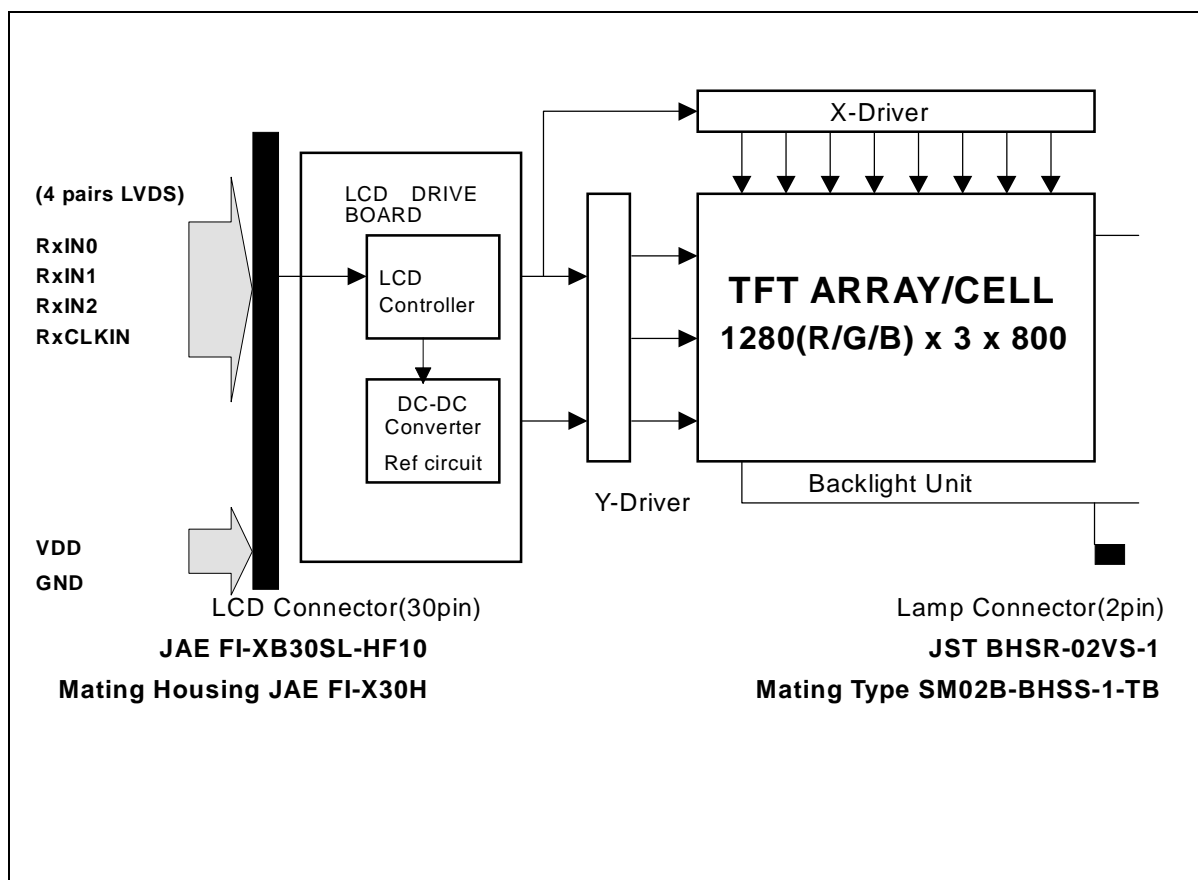 X-Driver
(4 pairs LVDS)
RxIN0
RxIN1
RxIN2
RxCLKIN
LCD DRIVE
BOARD
LCD
Controller
DC-DC
Converter
Ref circuit
TFT ARRAY/CELL
1280(R/G/B) x 3 x 800
Y-Driver
Backlight Unit
VDD
GND
LCD Connector(30pin)
JAE FI-XB30SL-HF10
Mating Housing JAE FI-X30H
Lamp Connector(2pin)
JST BHSR-02VS-1
Mating Type SM02B-BHSS-1-TB